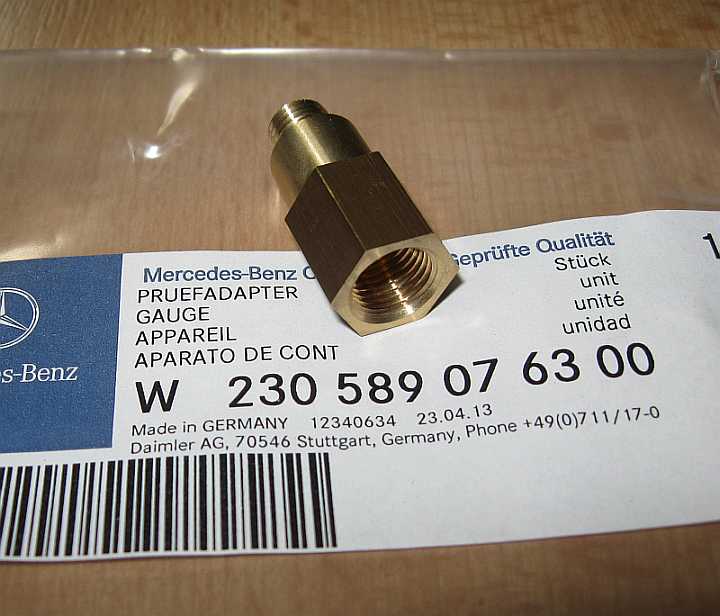 Mercedes-Benz Geprüfte Qualität
PRUEFADAPTER Stück
GAUGE unit
APPAREIL unité
APARATO DE CONT unidad
1
-Benz
W 230 589 07 63 00
Made in GERMANY 12340634 23.04.13
Daimler AG, 70546 Stuttgart, Germany, Phone +49(0)711/17-0